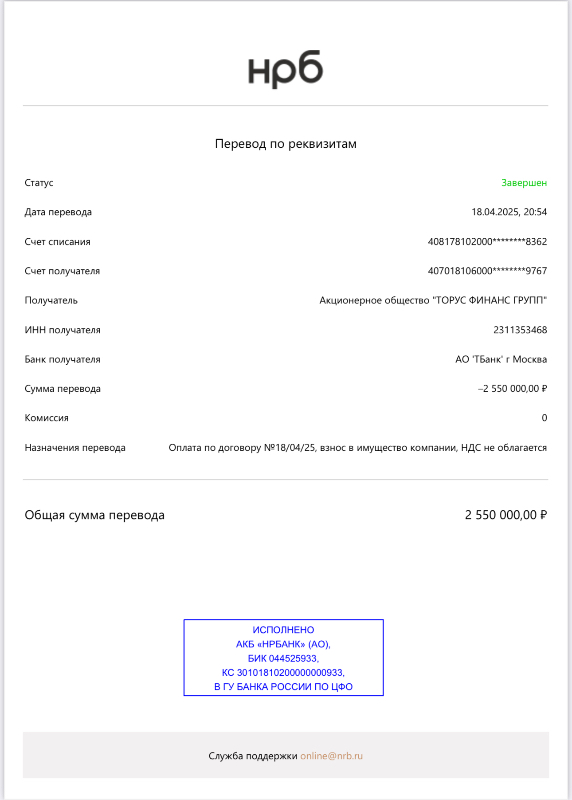 нрб
Перевод по реквизитам
Статус Завершен
Дата перевода 18.04.2025, 20:54
Счет списания 408178102000********8362
Счет получателя 407018106000********9767
Получатель Акционерное общество "ТОРУС ФИНАНС ГРУПП"
ИНН получателя 2311353468
Банк получателя АО 'ТБанк' г Москва
Сумма перевода –2 550 000,00 ₽
Комиссия 0
Назначения перевода Оплата по договору №18/04/25, взнос в имущество компании, НДС не облагается
Общая сумма перевода 2 550 000,00 ₽
ИСПОЛНЕНО
АКБ «НРБАНК» (АО),
БИК 044525933,
КС 30101810200000000933,
В ГУ БАНКА РОССИИ ПО ЦФО
Служба поддержки online@nrb.ru